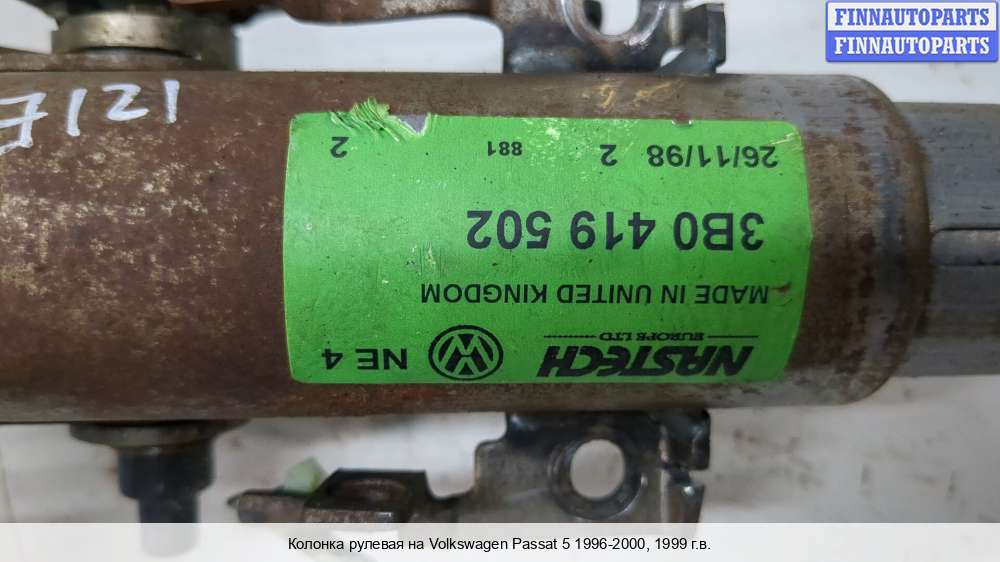 FINNAUTOPARTS
FINNAUTOPARTS
121E
NASTECH
EUROPE LTD
NE 4
MADE IN UNITED KINGDOM
3B0 419 502
26/11/98 2 881 2
Колонка рулевая на Volkswagen Passat 5 1996-2000, 1999 г.в.